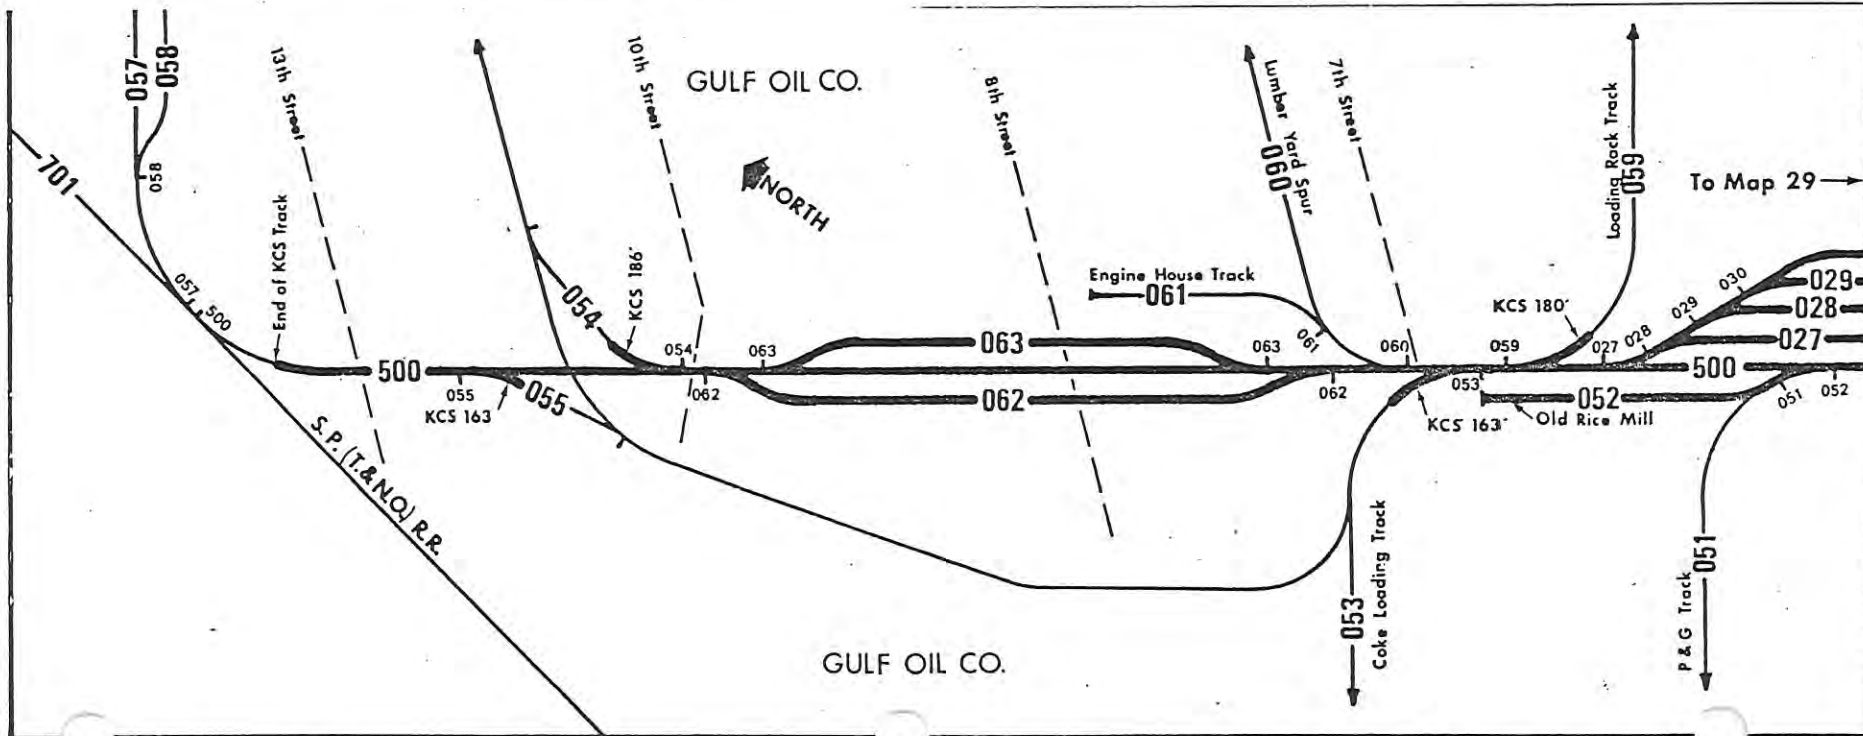 057
058
13th Street
10th Street
GULF OIL CO.
8th Street
Lumber Yard Spur
060
7th Street
Loading Rack Track
059
To Map 29
701
058
NORTH
End of KCS Track
057
500
054
KCS 186'
Engine House Track
061
KCS 180'
030
029
029
028
028
027
027
063
054
063
063
061
060
059
500
500
055
KCS 163
055
062
062
062
053
KCS 163'
052
Old Rice Mill
051
052
S.P. (T.&N.O.) R.R.
053
Coke Loading Track
051
P & G Track
GULF OIL CO.